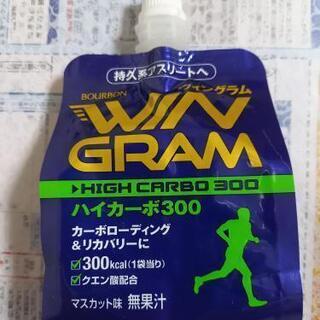 持久系アスリートへ
ウイングラム
BOURBON
WIN
GRAM
HIGH CARBO 300
ハイカーボ300
カーボローディング
&リカバリーに
300kcal(1袋当り)
クエン酸配合
マスカット味 無果汁